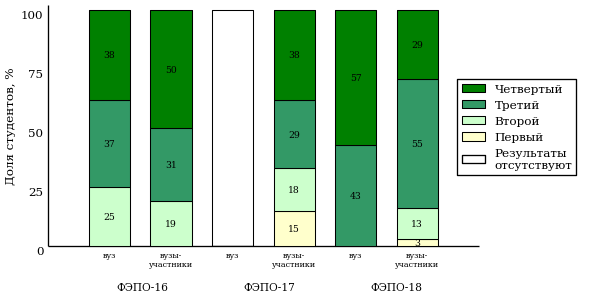 100
75
50
25
0
Доля студентов, %
38
37
25
50
31
19
38
29
18
15
57
43
29
55
13
3
вуз
вузы-
участники
вуз
вузы-
участники
вуз
вузы-
участники
ФЭПО-16
ФЭПО-17
ФЭПО-18
Четвертый
Третий
Второй
Первый
Результаты
отсутствуют